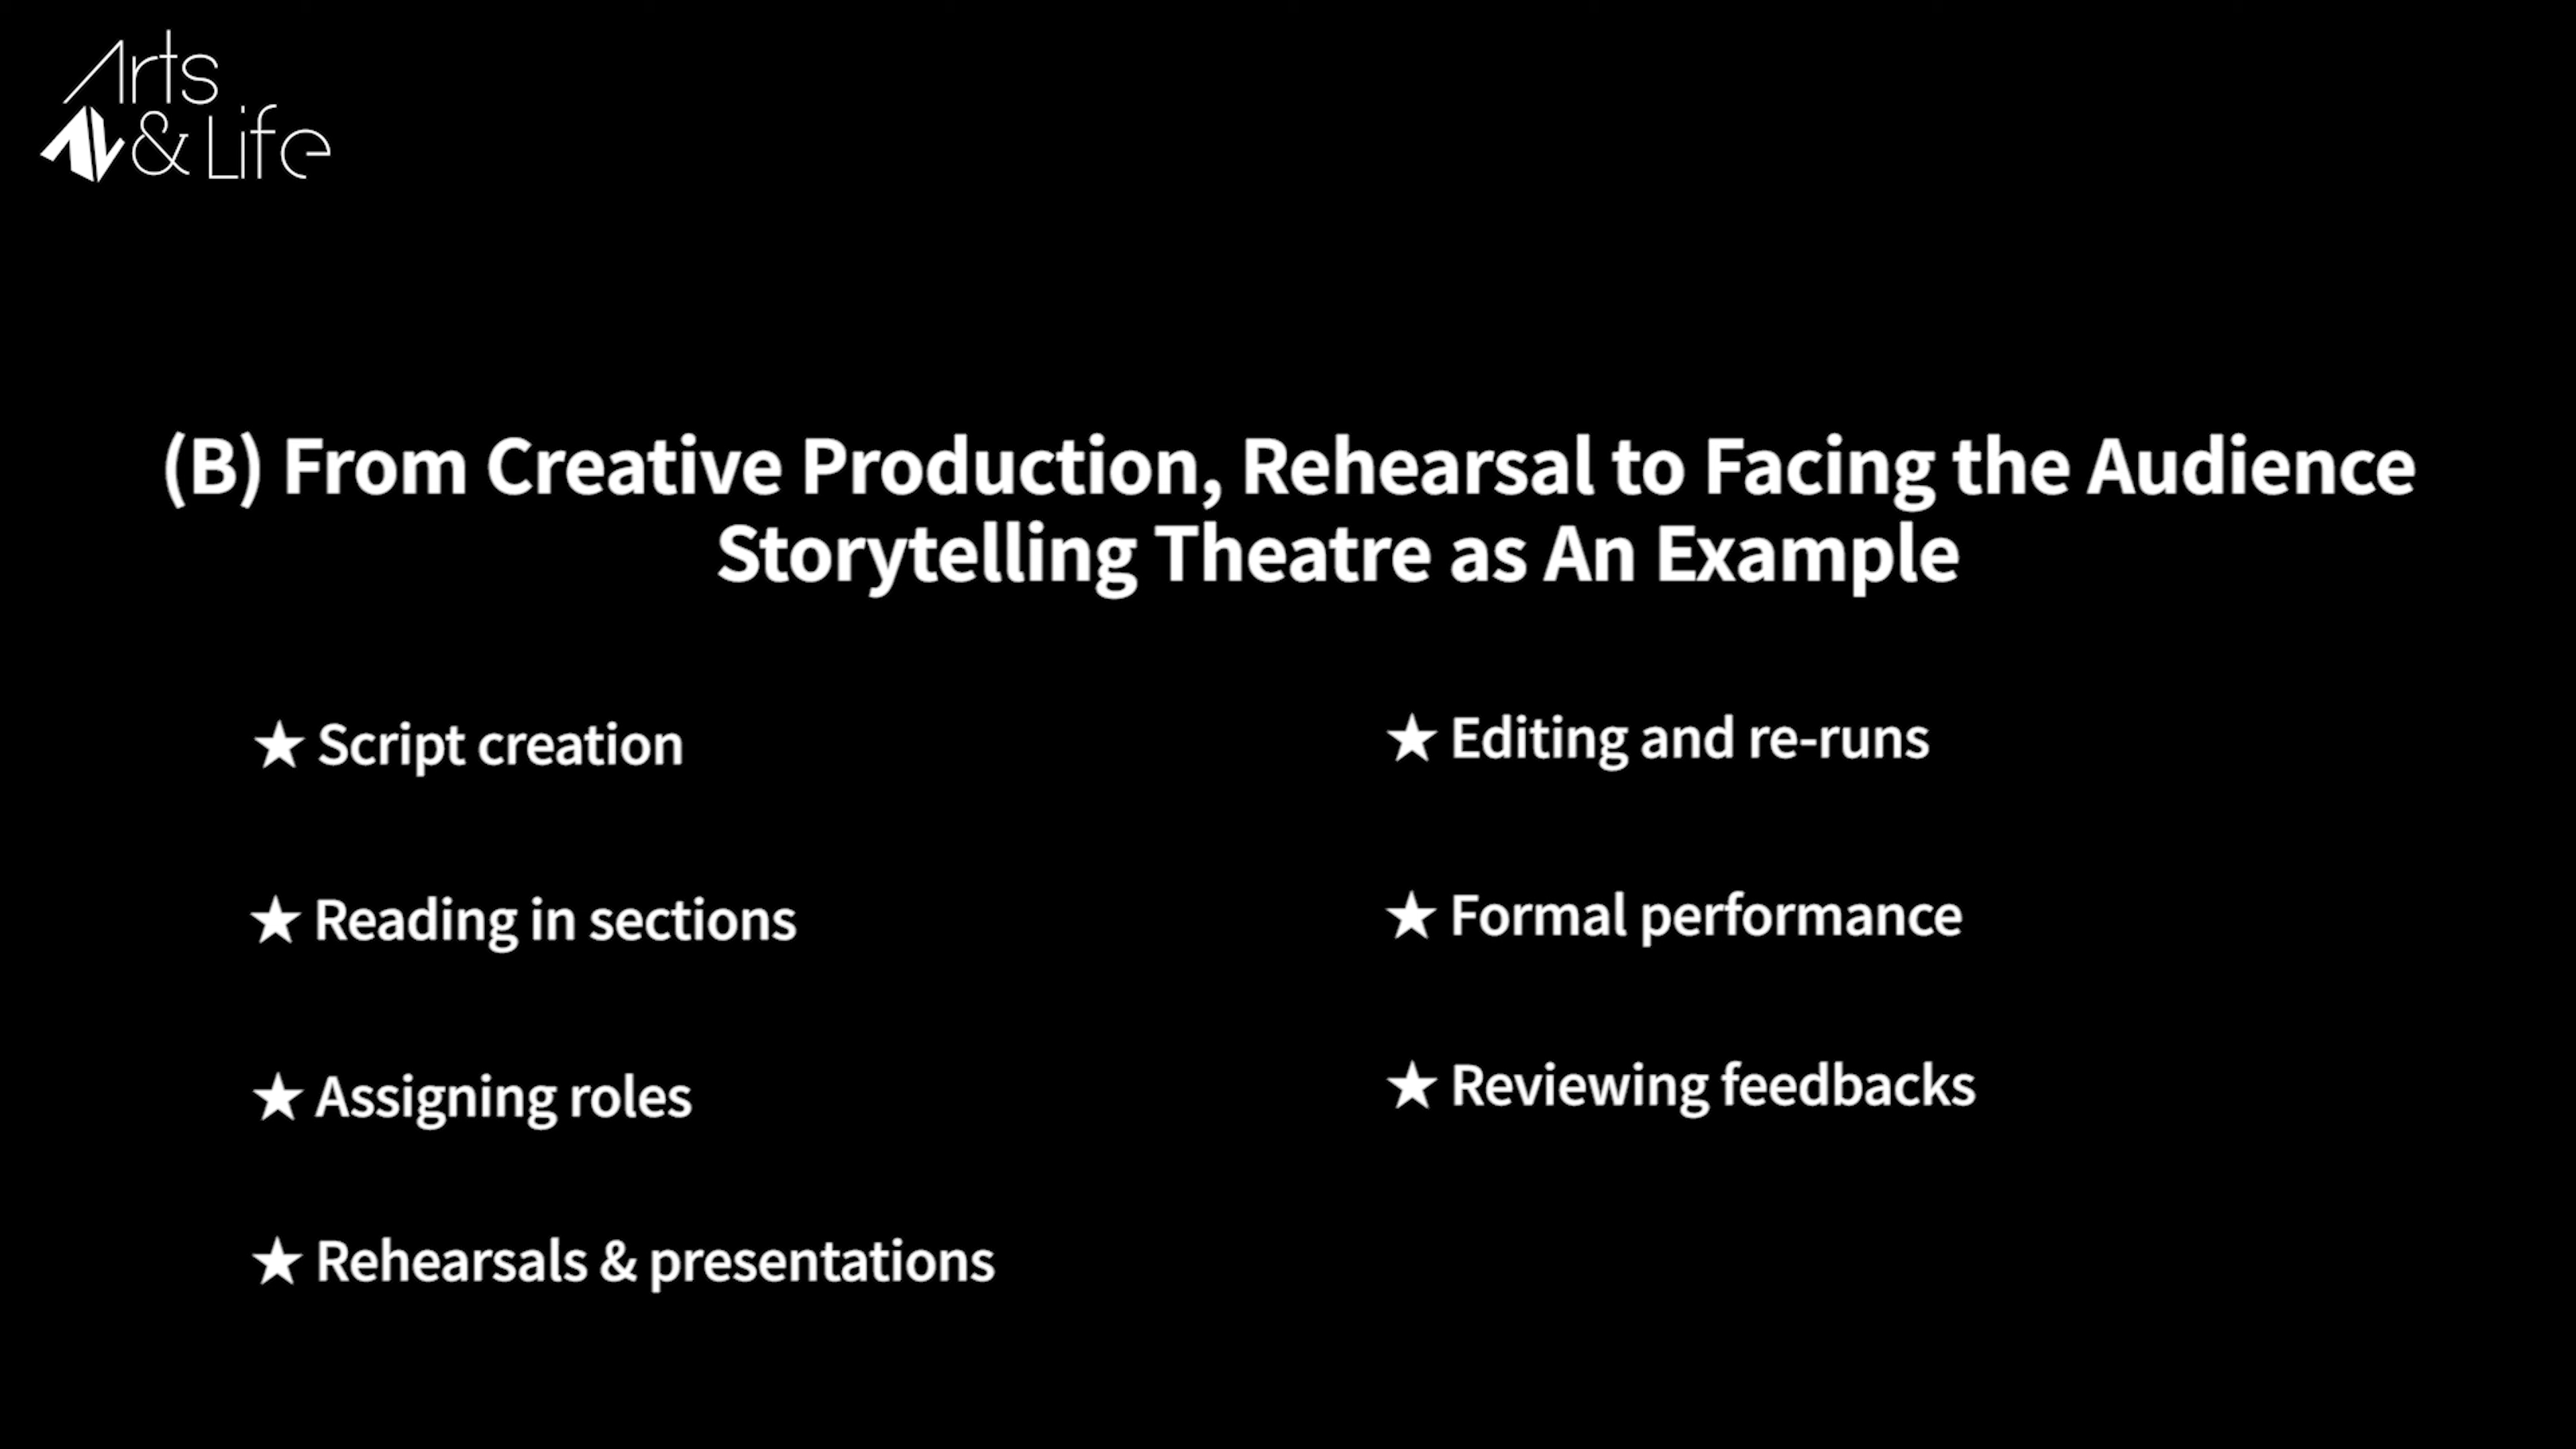 Arts
& Life
(B) From Creative Production, Rehearsal to Facing the Audience
Storytelling Theatre as An Example
★ Script creation
★ Reading in sections
★ Assigning roles
★ Rehearsals & presentations
★ Editing and re-runs
★ Formal performance
★ Reviewing feedbacks